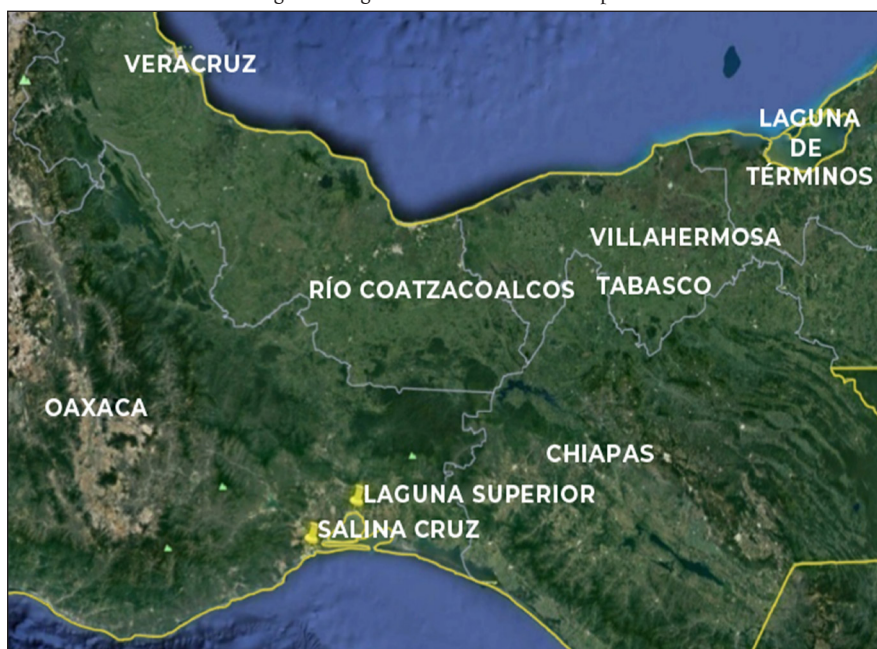 VERACRUZ
LAGUNA
DE
TÉRMINOS
VILLAHERMOSA
RÍO COATZACOALCOS
TABASCO
OAXACA
CHIAPAS
LAGUNA SUPERIOR
SALINA CRUZ